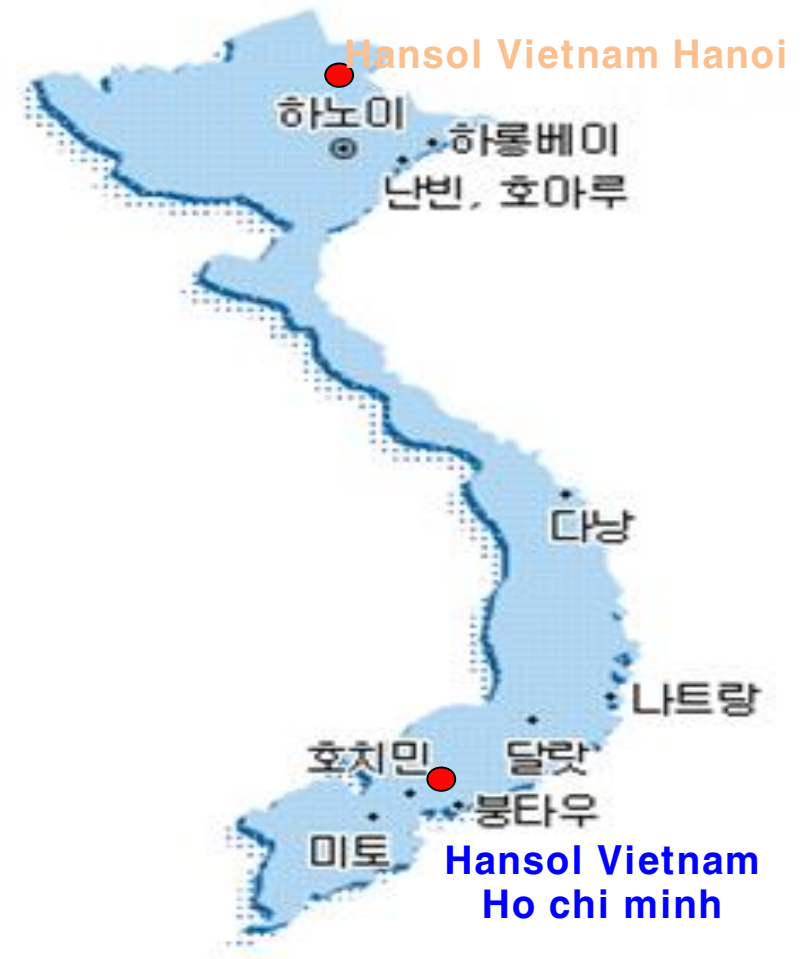 Hansol Vietnam Hanoi
하노이
하롱베이
난빈, 호아루
다낭
나트랑
호치민
달랏
붕타우
미토
Hansol Vietnam
Ho chi minh